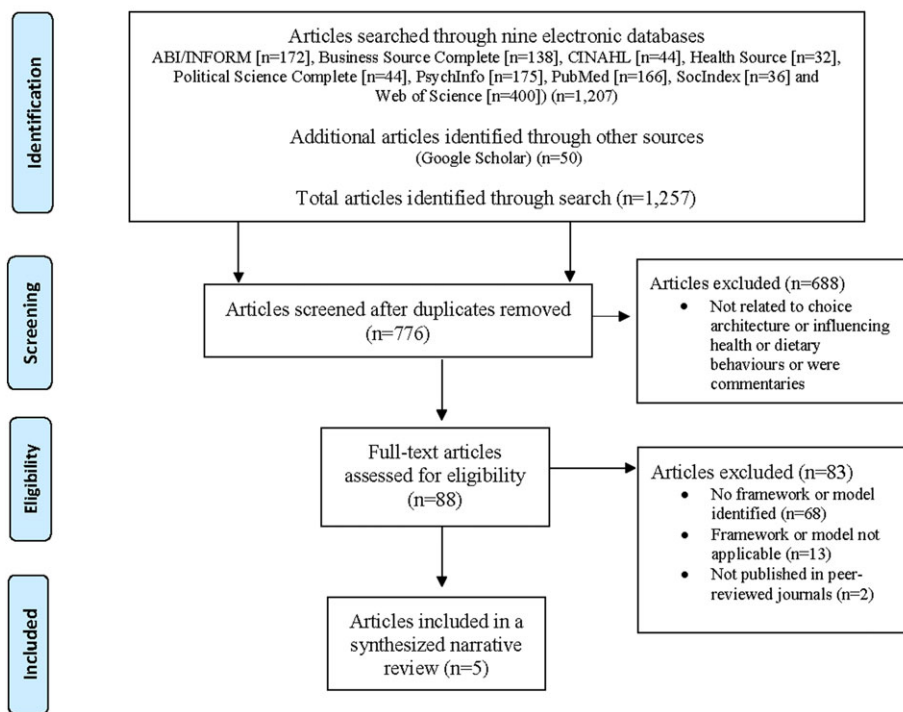 Identification
Articles searched through nine electronic databases
ABI/INFORM [n=172], Business Source Complete [n=138], CINAHL [n=44], Health Source [n=32],
Political Science Complete [n=44], PsychInfo [n=175], PubMed [n=166], SocIndex [n=36] and
Web of Science [n=400]) (n=1,207)
Additional articles identified through other sources
(Google Scholar) (n=50)
Total articles identified through search (n=1,257)
Screening
Articles screened after duplicates removed
(n=776)
Articles excluded (n=688)
• Not related to choice
architecture or influencing
health or dietary
behaviours or were
commentaries
Eligibility
Full-text articles
assessed for eligibility
(n=88)
Articles excluded (n=83)
• No framework or model
identified (n=68)
• Framework or model not
applicable (n=13)
• Not published in peer-
reviewed journals (n=2)
Included
Articles included in a
synthesized narrative
review (n=5)